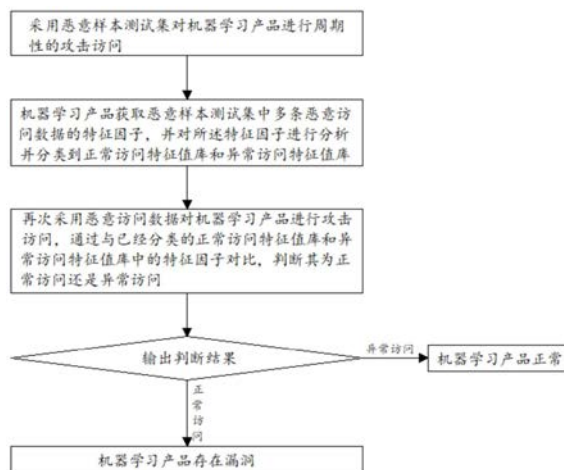 采用恶意样本测试集对机器学习产品进行周期
性的攻击访问
机器学习产品获取恶意样本测试集中多条恶意访
问数据的特征因子，并对所述特征因子进行分析
并分类到正常访问特征值库和异常访问特征值库
再次采用恶意访问数据对机器学习产品进行攻击
访问，通过与已经分类的正常访问特征值库和异
常访问特征值库中的特征因子对比，判断其为正
常访问还是异常访问
输出判断结果
异常访问
机器学习产品正常
正常访问
机器学习产品存在漏洞